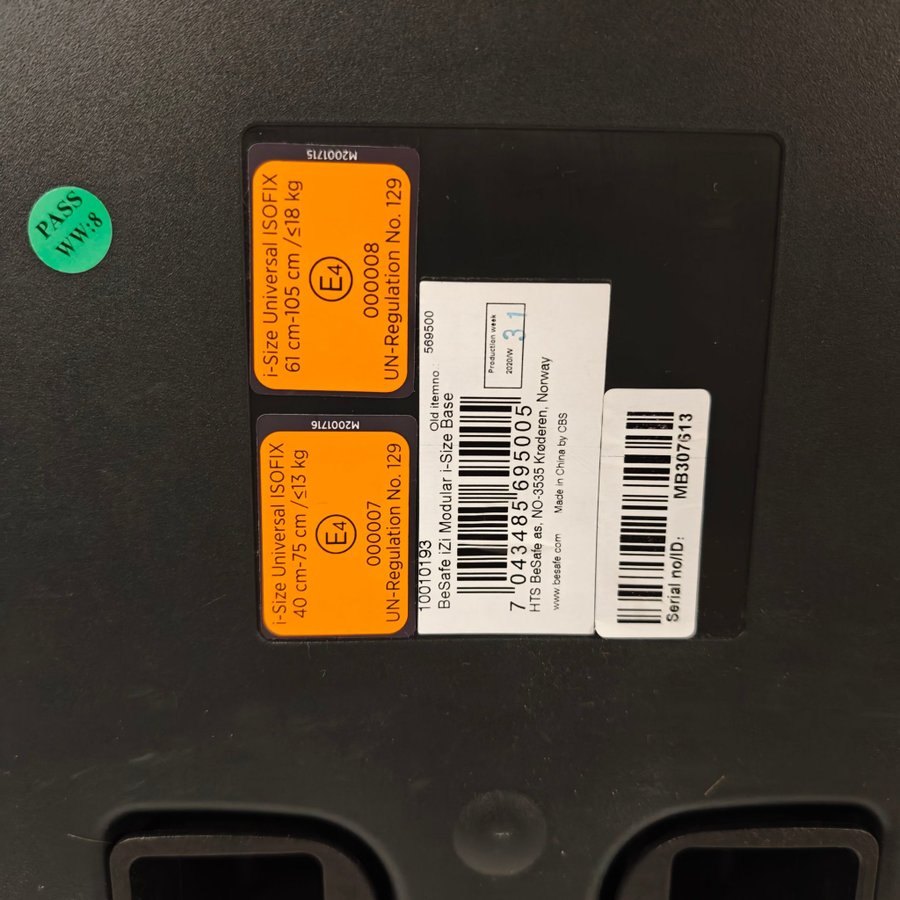 PASS
WW:8
M2001715
i-Size Universal ISOFIX
61 cm-105 cm /≤18 kg
E4
000008
UN-Regulation No. 129
M2001716
i-Size Universal ISOFIX
40 cm-75 cm /≤13 kg
E4
000007
UN-Regulation No. 129
10010193 Old itemno 569500
BeSafe iZi Modular i-Size Base
Production week
2020/W 31
7 043485 695005
HTS BeSafe as, NO-3535 Krøderen, Norway
www.besafe.com Made in China by CBS
Serial no/ID: MB307613